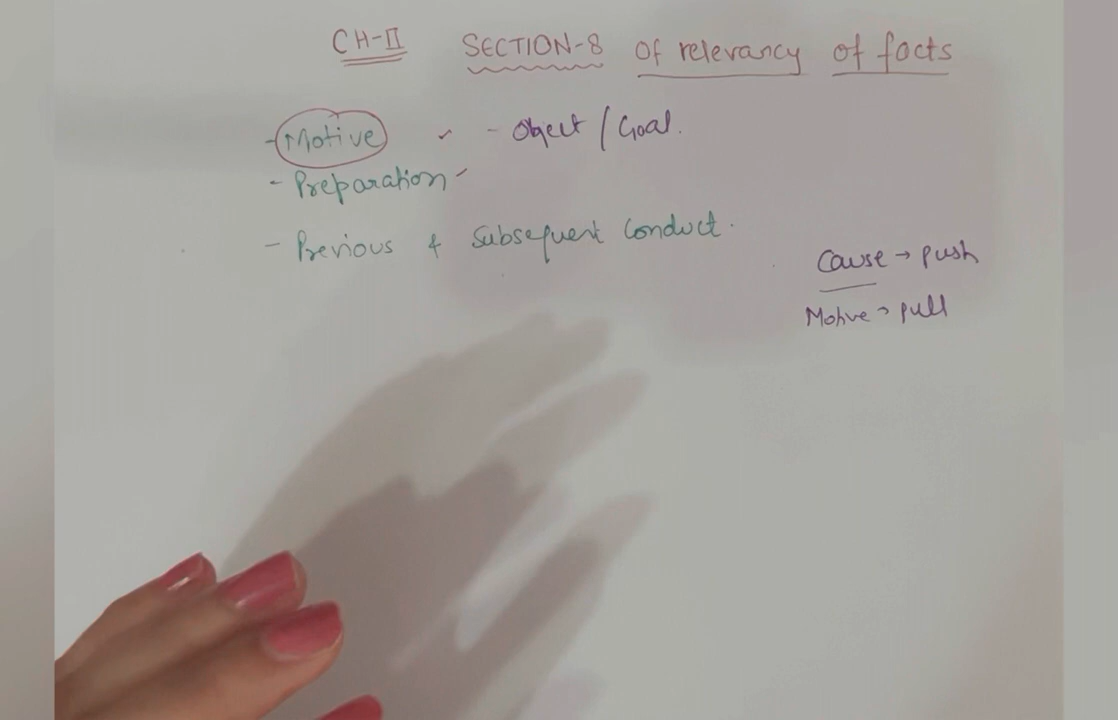 CH-II SECTION-8 Of relevancy of facts
- Motive ✓ - Object / Goal.
- Preparation ✓
- Previous & Subsequent Conduct.
Cause → push
Motive → pull